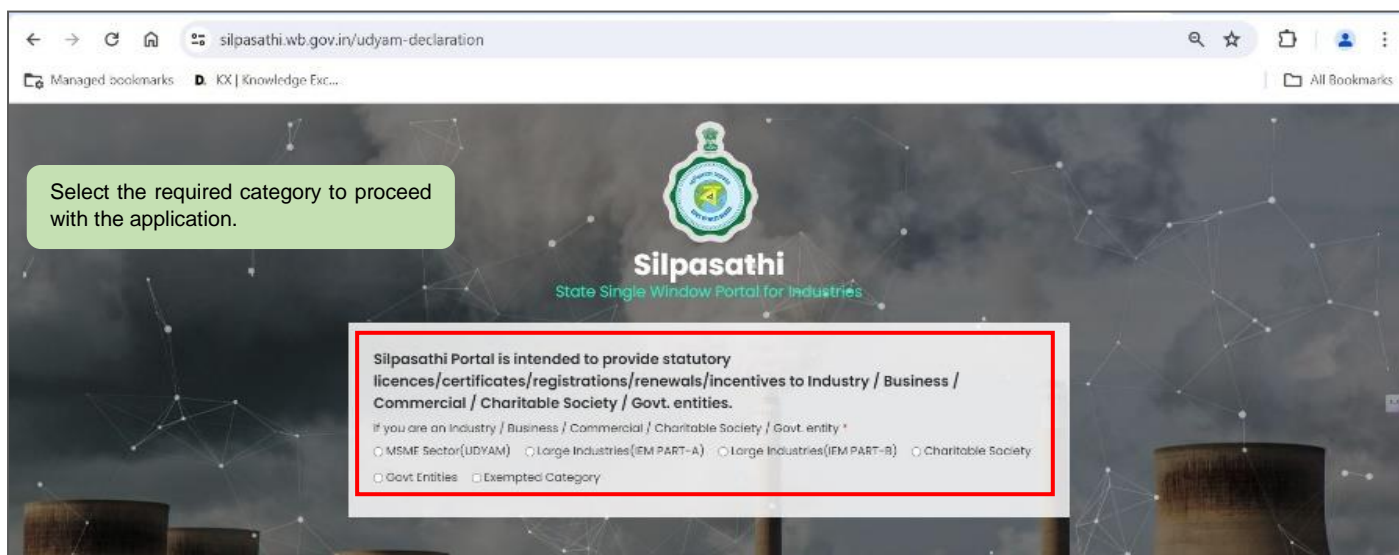 silpasathi.wb.gov.in/udyam-declaration
Managed bookmarks D. KX | Knowledge Exc... All Bookmarks
Select the required category to proceed
with the application.
Silpasathi
State Single Window Portal for Industries
Silpasathi Portal is intended to provide statutory
licences/certificates/registrations/renewals/incentives to Industry / Business /
Commercial / Charitable Society / Govt. entities.
If you are an Industry / Business / Commercial / Charitable Society / Govt. entity *
MSME Sector(UDYAM) Large Industries(IEM PART-A) Large Industries(IEM PART-B) Charitable Society
Govt Entities Exempted Category